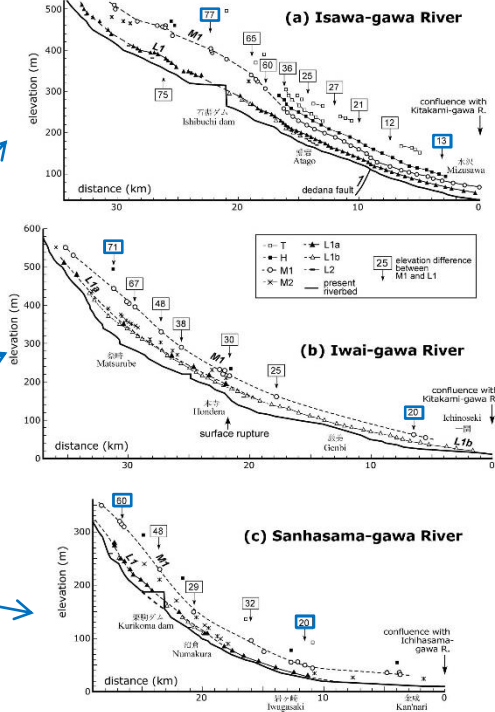 (a) Isawa-gawa River
500
400
300
200
100
elevation (m)
77
65
60
36
25
27
21
12
13
75
L1
M1
石淵ダム
Ishibuchi dam
愛宕
Atago
dedana fault
confluence with
Kitakami-gawa R.
水沢
Mizusawa
distance (km)
30
20
10
0
600
500
400
300
200
100
0
elevation (m)
71
67
48
38
30
25
20
L1a
M1
T
H
M1
M2
L1a
L1b
L2
present
riverbed
25
elevation difference
between
M1 and L1
(b) Iwai-gawa River
Matsurube
本寺
Hondera
surface rupture
厳美
Genbi
confluence with
Kitakami-gawa R.
Ichinoseki
一関
L1b
distance (km)
30
20
10
0
(c) Sanhasama-gawa River
300
200
100
0
elevation (m)
60
48
29
32
20
L1
M1
栗駒ダム
Kurikoma dam
沼倉
Numakura
岩ヶ崎
Iwagasaki
confluence with
Ichihasama-
gawa R.
金成
Kan'nari
distance (km)
20
10
0